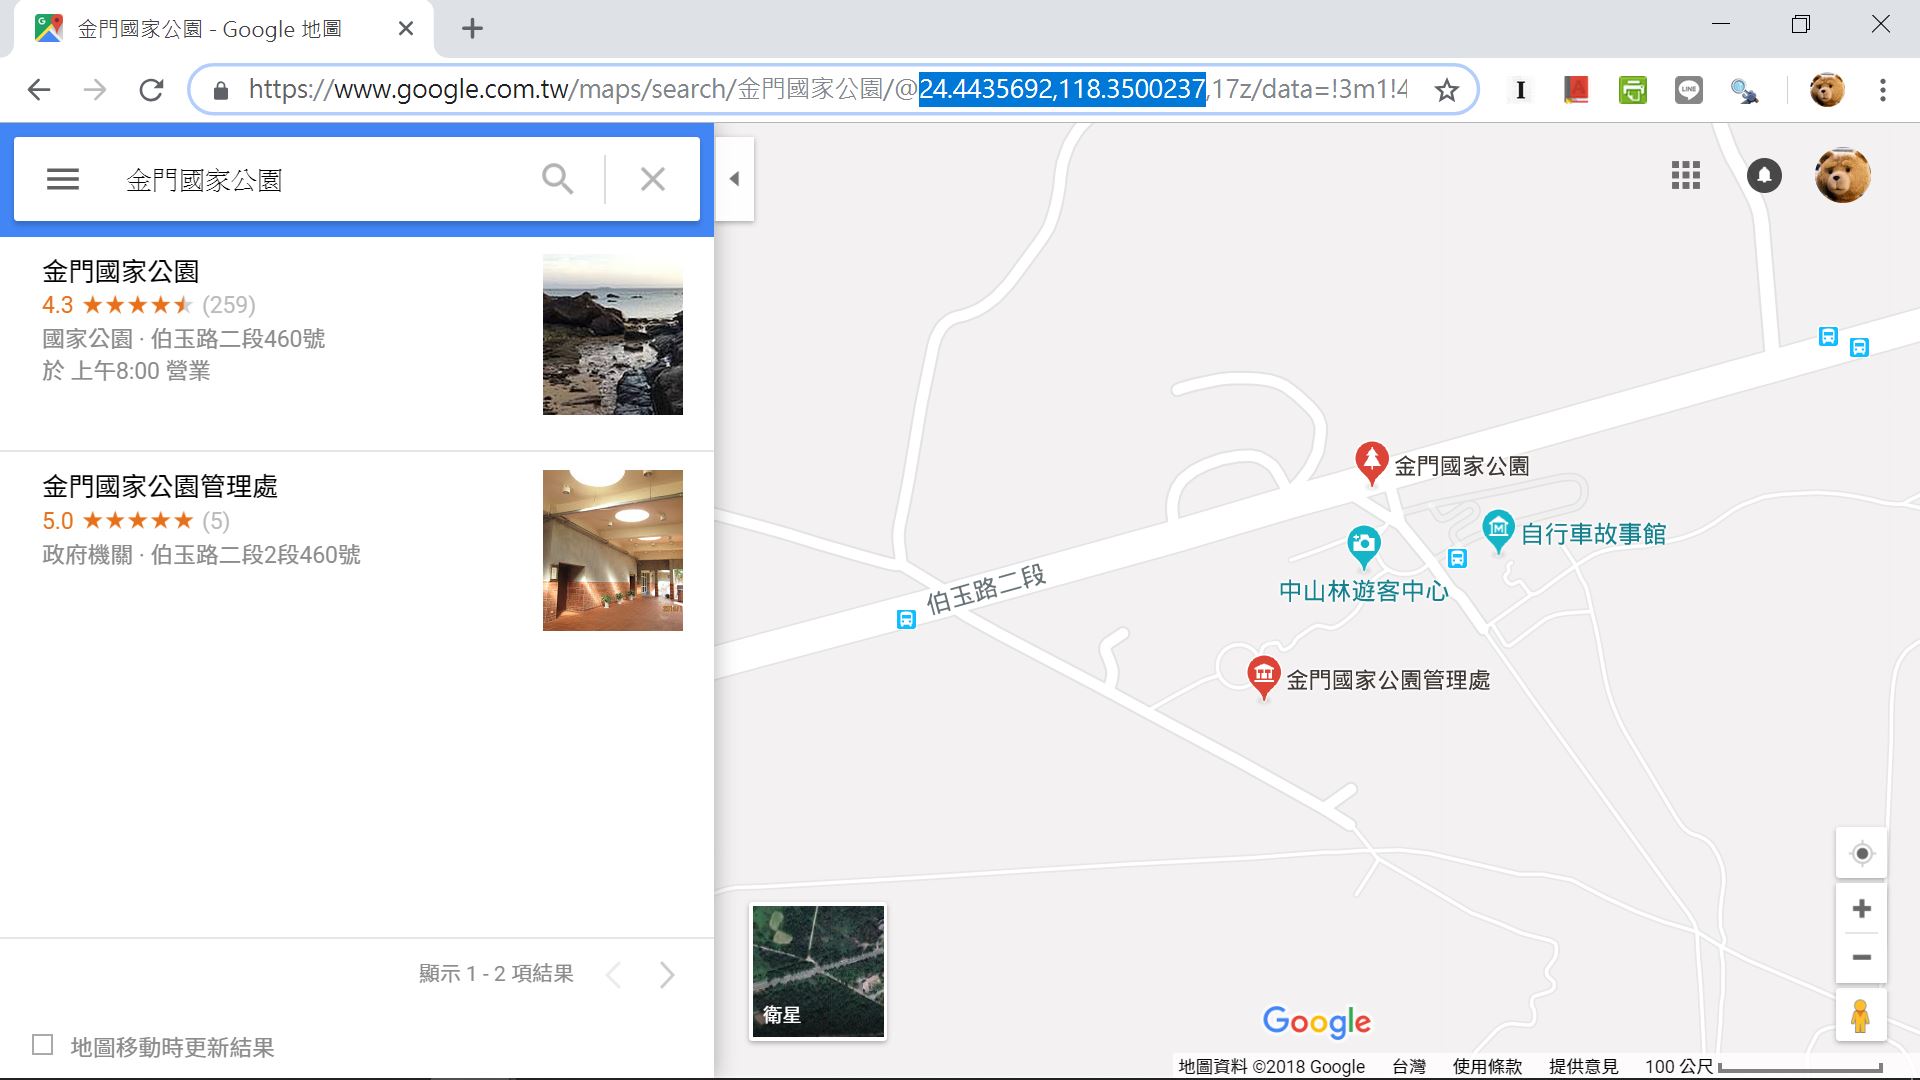 金門國家公園 - Google 地圖
https://www.google.com.tw/maps/search/金門國家公園/@24.4435692,118.3500237,17z/data=!3m1!4
金門國家公園
金門國家公園
4.3 ★★★★★ (259)
國家公園 · 伯玉路二段460號
於 上午8:00 營業
金門國家公園管理處
5.0 ★★★★★ (5)
政府機關 · 伯玉路二段2段460號
顯示 1 - 2 項結果
地圖移動時更新結果
金門國家公園
自行車故事館
中山林遊客中心
伯玉路二段
金門國家公園管理處
衛星
Google
地圖資料 ©2018 Google 台灣 使用條款 提供意見 100 公尺
LINE